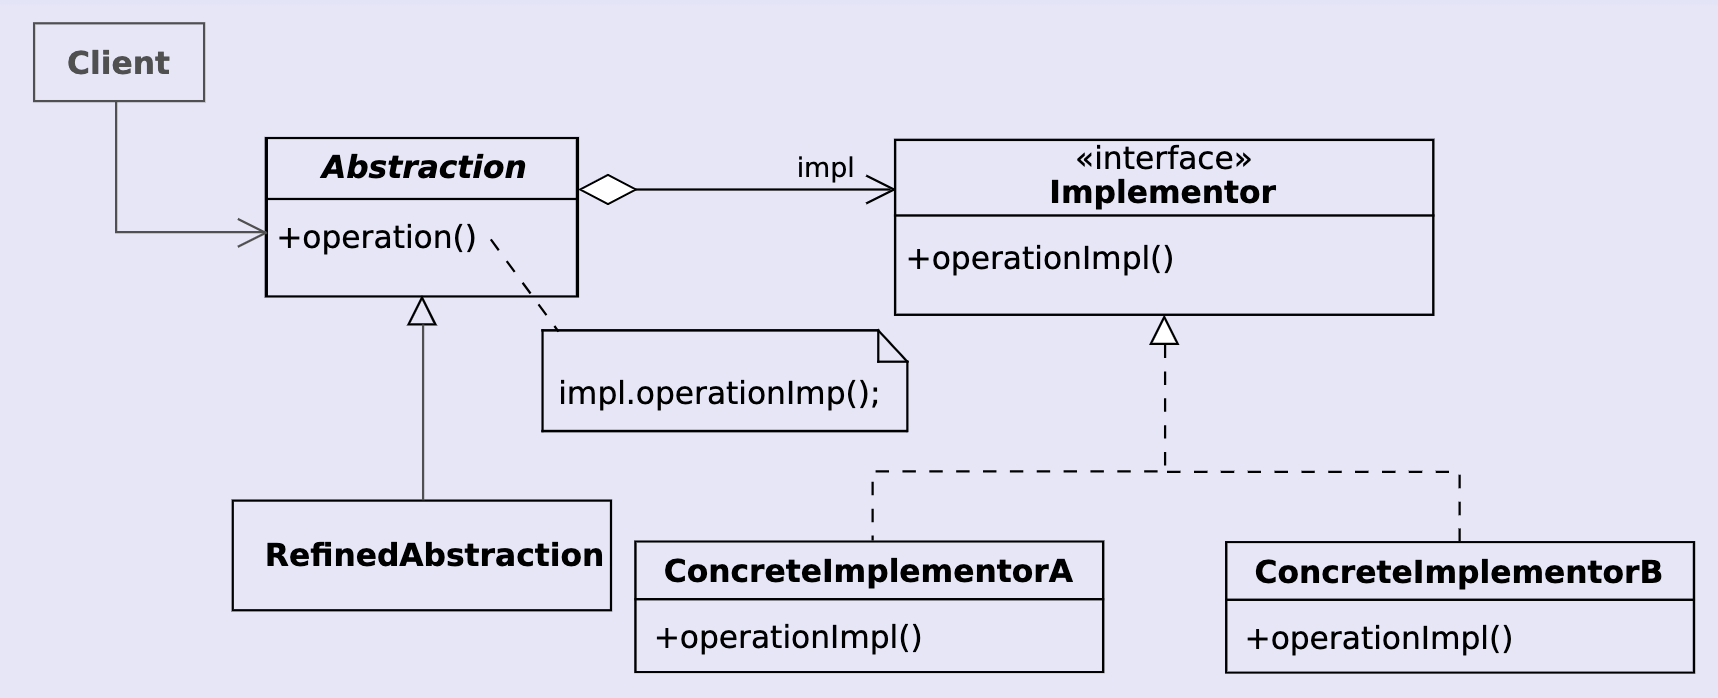 Client
Abstraction
+operation()
impl
«interface»
Implementor
+operationImpl()
impl.operationImp();
RefinedAbstraction
ConcreteImplementorA
+operationImpl()
ConcreteImplementorB
+operationImpl()